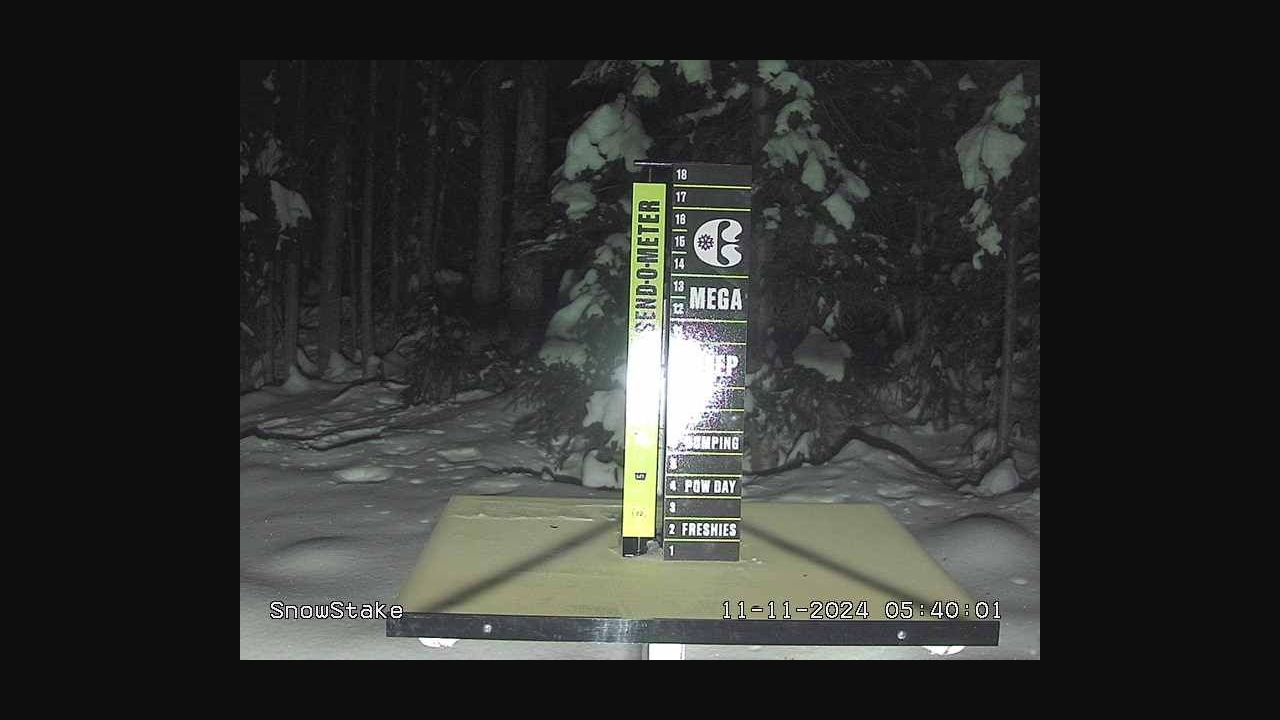 SEND-O-METER
18
17
16
15
14
13
MEGA
12
4 POW DAY
3
2 FRESHIES
1
SnowStake
11-11-2024 05:40:01